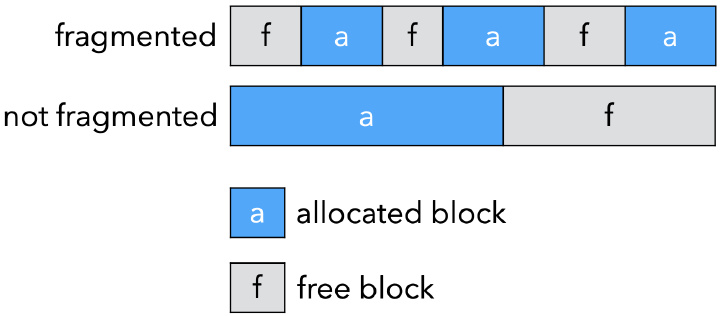 fragmented f a f a f a
not fragmented a f
a allocated block
f free block